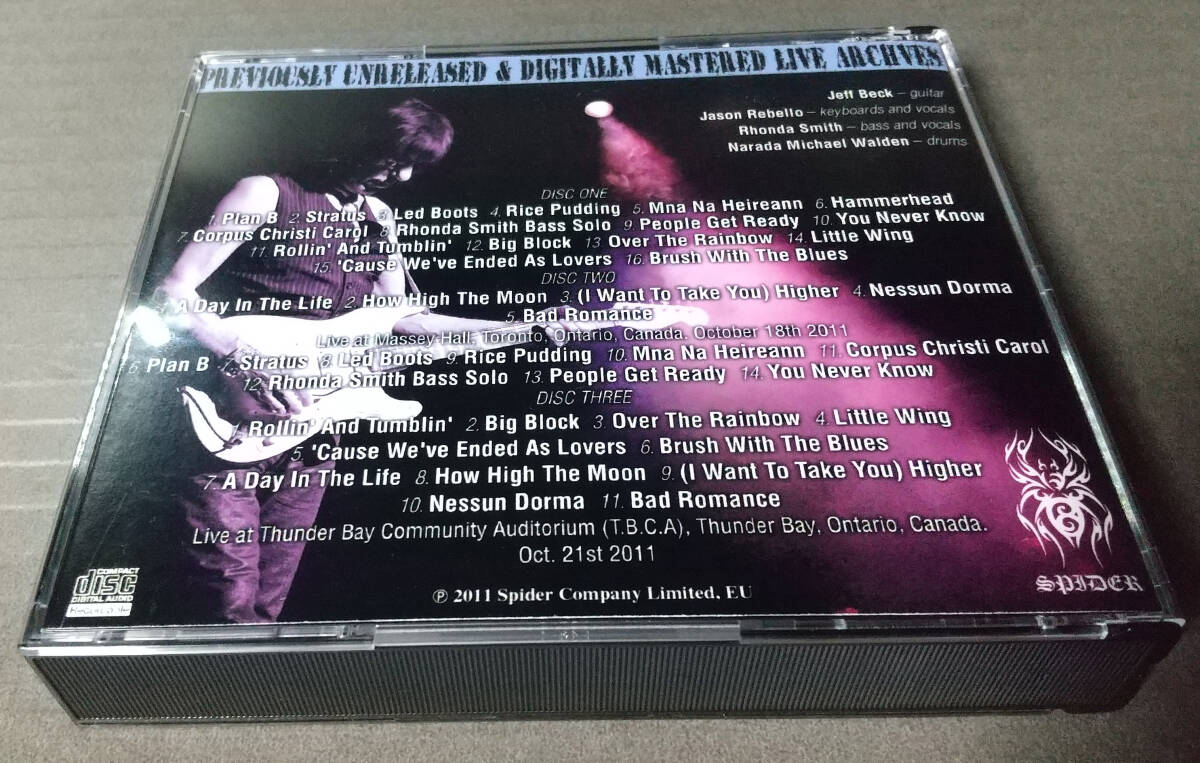 PREVIOUSLY UNRELEASED & DIGITALLY MASTERED LIVE ARCHVES
Jeff Beck – guitar
Jason Rebello – keyboards and vocals
Rhonda Smith – bass and vocals
Narada Michael Walden – drums
DISC ONE
1. Plan B 2. Stratus 3. Led Boots 4. Rice Pudding 5. Mna Na Heireann 6. Hammerhead
7. Corpus Christi Carol 8. Rhonda Smith Bass Solo 9. People Get Ready 10. You Never Know
11. Rollin' And Tumblin' 12. Big Block 13 Over The Rainbow 14. Little Wing
15. 'Cause We've Ended As Lovers 16. Brush With The Blues
DISC TWO
1. A Day In The Life 2. How High The Moon 3. (I Want To Take You) Higher 4. Nessun Dorma
5. Bad Romance
Live at Massey Hall, Toronto, Ontario, Canada. October 18th 2011
6. Plan B 7. Stratus 8. Led Boots 9. Rice Pudding 10. Mna Na Heireann 11. Corpus Christi Carol
12. Rhonda Smith Bass Solo 13. People Get Ready 14. You Never Know
DISC THREE
1. Rollin' And Tumblin' 2. Big Block 3. Over The Rainbow 4. Little Wing
5. 'Cause We've Ended As Lovers 6. Brush With The Blues
7. A Day In The Life 8. How High The Moon 9. (I Want To Take You) Higher
10. Nessun Dorma 11. Bad Romance
Live at Thunder Bay Community Auditorium (T.B.C.A), Thunder Bay, Ontario, Canada.
Oct. 21st 2011
℗ 2011 Spider Company Limited, EU
COMPACT
disc
DIGITAL AUDIO
Recordable
SPIDER